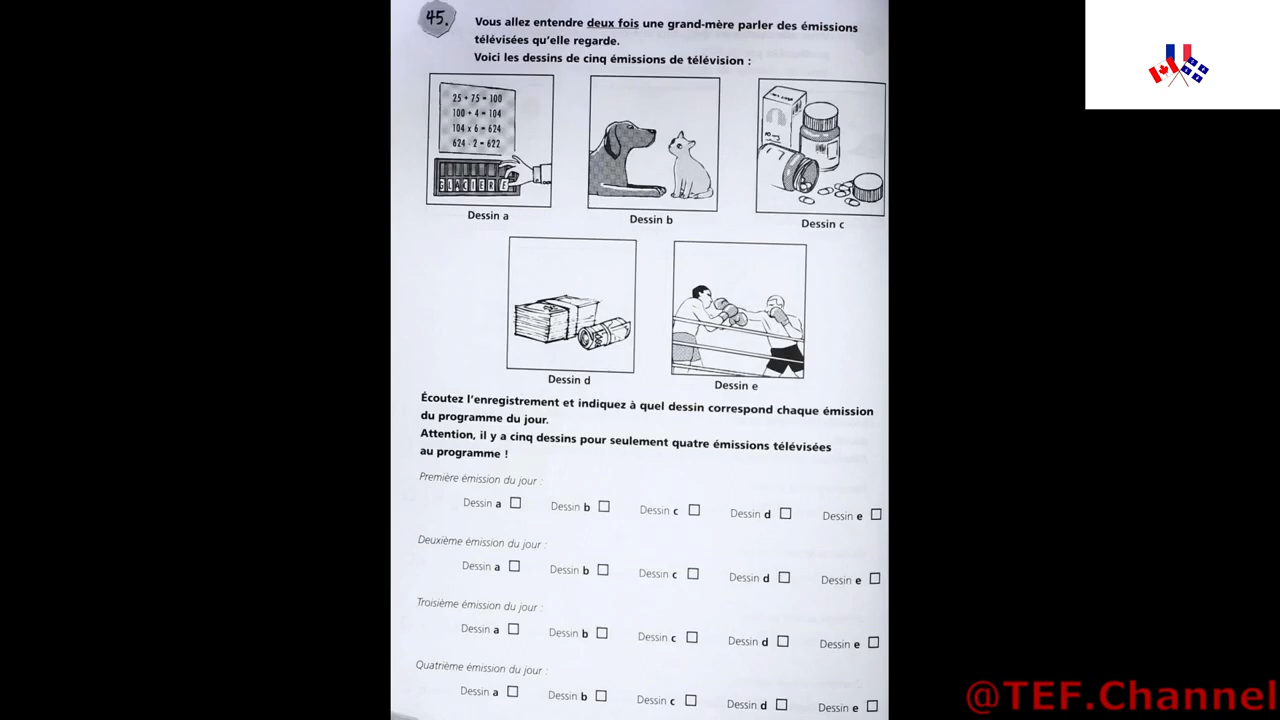 45.
Vous allez entendre deux fois une grand-mère parler des émissions
télévisées qu'elle regarde.
Voici les dessins de cinq émissions de télévision :
25 + 75 = 100
100 + 4 = 104
104 x 6 = 624
624 - 2 = 622
GLACIERE
Dessin a
Dessin b
Dessin c
Dessin d
Dessin e
Écoutez l'enregistrement et indiquez à quel dessin correspond chaque émission
du programme du jour.
Attention, il y a cinq dessins pour seulement quatre émissions télévisées
au programme !
Première émission du jour :
Dessin a Dessin b Dessin c Dessin d Dessin e
Deuxième émission du jour :
Dessin a Dessin b Dessin c Dessin d Dessin e
Troisième émission du jour :
Dessin a Dessin b Dessin c Dessin d Dessin e
Quatrième émission du jour :
Dessin a Dessin b Dessin c Dessin d Dessin e
@TEF.Channel